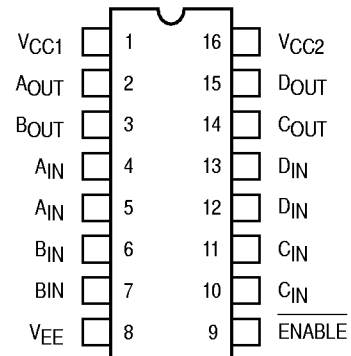 VCC1 1 16 VCC2
AOUT 2 15 DOUT
BOUT 3 14 COUT
AIN 4 13 DIN
AIN 5 12 DIN
BIN 6 11 CIN
BIN 7 10 CIN
VEE 8 9 ENABLE